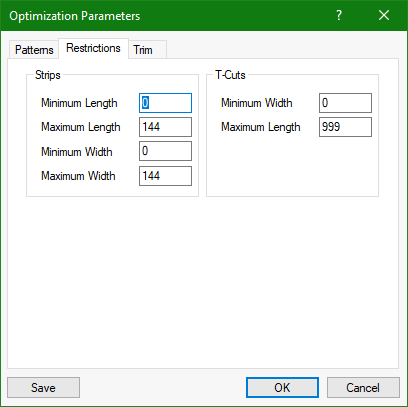 Optimization Parameters ?
Patterns Restrictions Trim
Strips
Minimum Length 0
Maximum Length 144
Minimum Width 0
Maximum Width 144
T-Cuts
Minimum Width 0
Maximum Length 999
Save OK Cancel